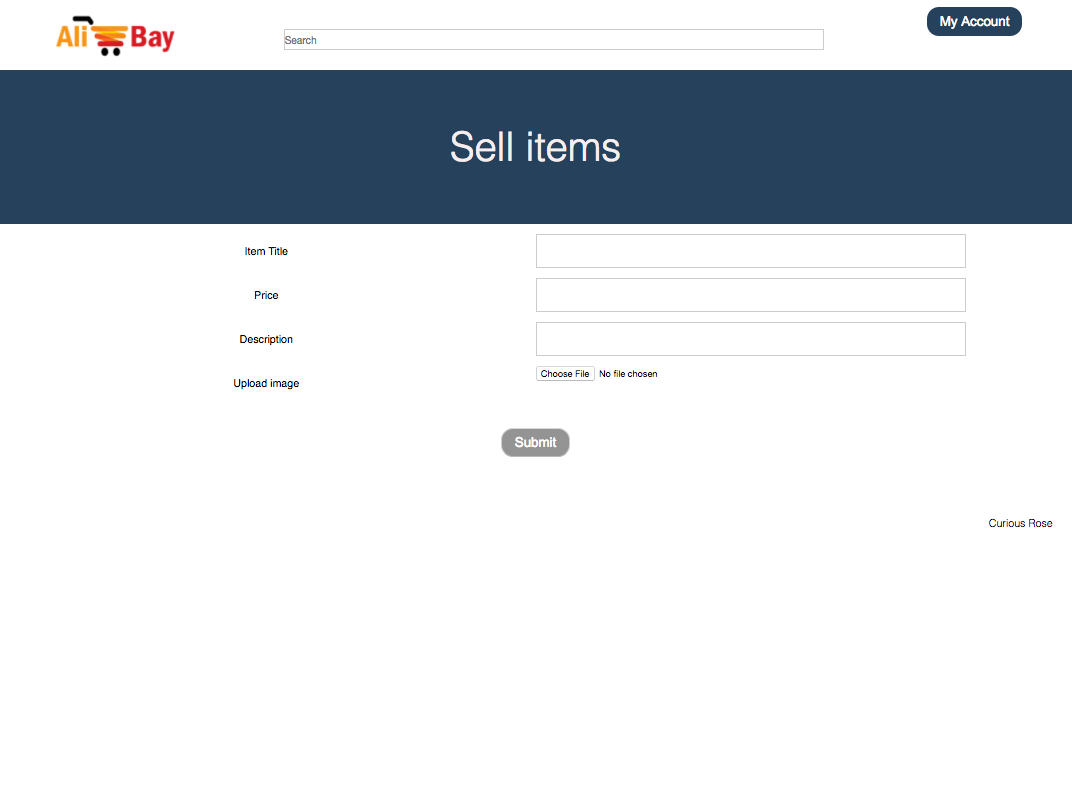 Ali Bay
Search
My Account
Sell items
Item Title
Price
Description
Upload image
Choose File No file chosen
Submit
Curious Rose